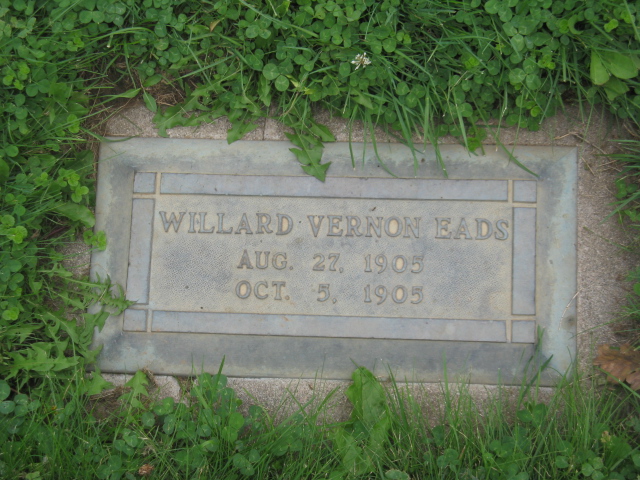 WILLARD VERNON EADS
AUG. 27, 1905
OCT. 5, 1905